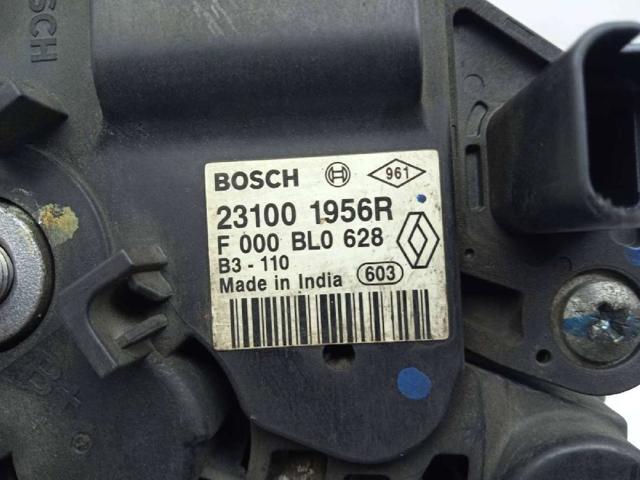 BOSCH 961
23100 1956R
F 000 BL0 628
B3 - 110
Made in India 603
B+